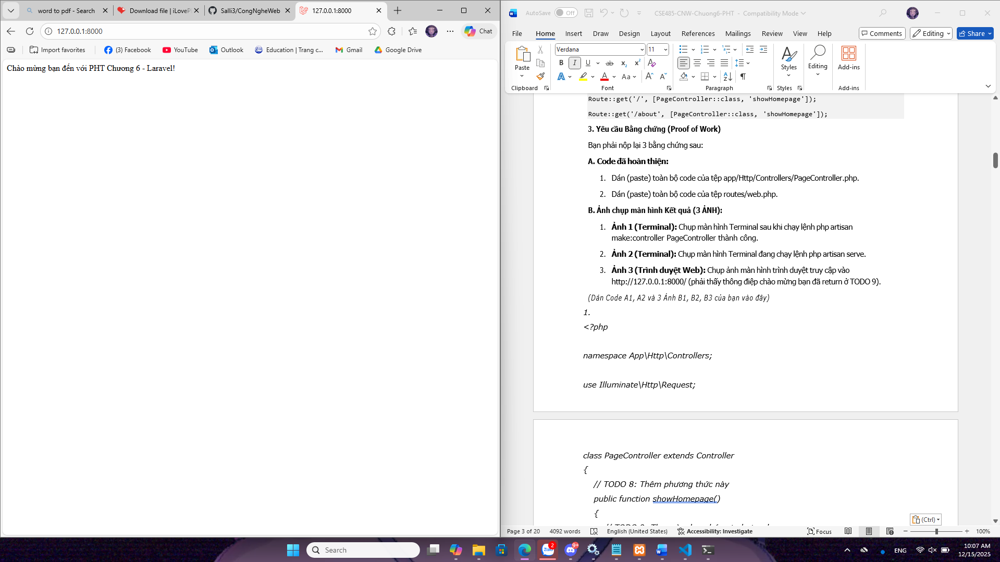 word to pdf - Search
Download file | iLoveP
Salli3/CongNgheWeb
127.0.0.1:8000
127.0.0.1:8000
Chat
Import favorites
(3) Facebook
YouTube
Outlook
Education | Trang c...
Gmail
Google Drive
Chào mừng bạn đến với PHT Chương 6 - Laravel!
AutoSave Off
CSE485-CNW-Chuong6-PHT - Compatibility Mode
File Home Insert Draw Design Layout References Mailings Review View Help
Comments Editing Share
Verdana 11
Paste
Styles
Editing
Add-ins
Clipboard Font Paragraph Styles Add-ins
Route::get('/', [PageController::class, 'showHomepage']);
Route::get('/about', [PageController::class, 'showHomepage']);
3. Yêu cầu Bằng chứng (Proof of Work)
Bạn phải nộp lại 3 bằng chứng sau:
A. Code đã hoàn thiện:
1. Dán (paste) toàn bộ code của tệp app/Http/Controllers/PageController.php.
2. Dán (paste) toàn bộ code của tệp routes/web.php.
B. Ảnh chụp màn hình Kết quả (3 ẢNH):
1. Ảnh 1 (Terminal): Chụp màn hình Terminal sau khi chạy lệnh php artisan
make:controller PageController thành công.
2. Ảnh 2 (Terminal): Chụp màn hình Terminal đang chạy lệnh php artisan serve.
3. Ảnh 3 (Trình duyệt Web): Chụp ảnh màn hình trình duyệt truy cập vào
http://127.0.0.1:8000/ (phải thấy thông điệp chào mừng bạn đã return ở TODO 9).
(Dán Code A1, A2 và 3 Ảnh B1, B2, B3 của bạn vào đây)
1.
<?php
namespace App\Http\Controllers;
use Illuminate\Http\Request;
class PageController extends Controller
{
// TODO 8: Thêm phương thức này
public function showHomepage()
{
(Ctrl)
Page 3 of 20 4092 words English (United States) Accessibility: Investigate Focus 100%
Search
Zalo 2
9+
ENG
10:07 AM
12/15/2025